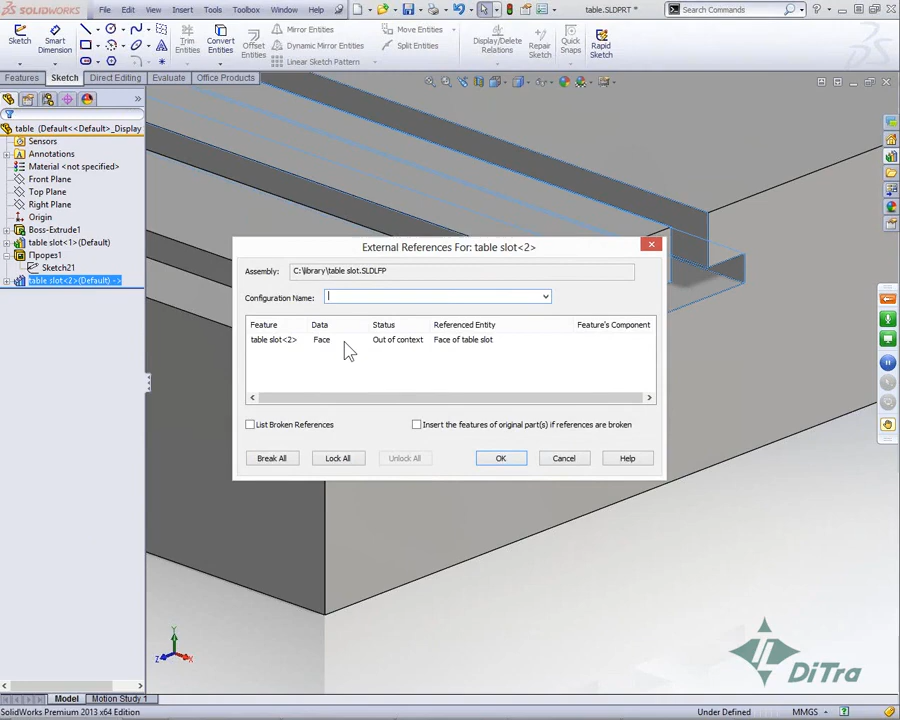 SOLIDWORKS File Edit View Insert Tools Toolbox Window Help table.SLDPRT * Search Commands
Sketch Smart Dimension Trim Entities Convert Entities Offset Entities Mirror Entities Dynamic Mirror Entities Linear Sketch Pattern Move Entities Split Entities Display/Delete Relations Repair Sketch Quick Snaps Rapid Sketch
Features Sketch Direct Editing Evaluate Office Products
table (Default<<Default>_Display
Sensors
Annotations
Material <not specified>
Front Plane
Top Plane
Right Plane
Origin
Boss-Extrude1
table slot<1>(Default)
Прорез1
Sketch21
table slot<2>(Default) ->
External References For: table slot<2>
Assembly: C:\library\table slot.SLDLFP
Configuration Name:
Feature Data Status Referenced Entity Feature's Component
table slot<2> Face Out of context Face of table slot
List Broken References Insert the features of original part(s) if references are broken
Break All Lock All Unlock All OK Cancel Help
Y
Z X
DiTra
Model Motion Study 1
SolidWorks Premium 2013 x64 Edition Under Defined MMGS